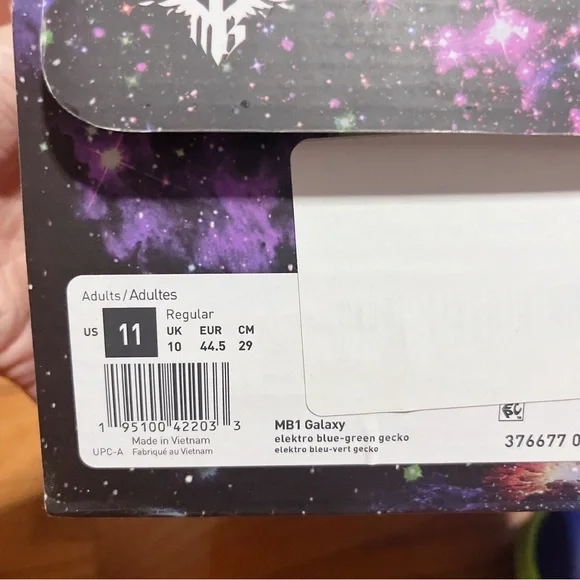 MB
Adults/Adultes
Regular
US 11 UK EUR CM
10 44.5 29
1 95100 42203 3
Made in Vietnam
UPC-A Fabriqué au Vietnam
MB1 Galaxy
elektro blue-green gecko
elektro bleu-vert gecko
376677 0